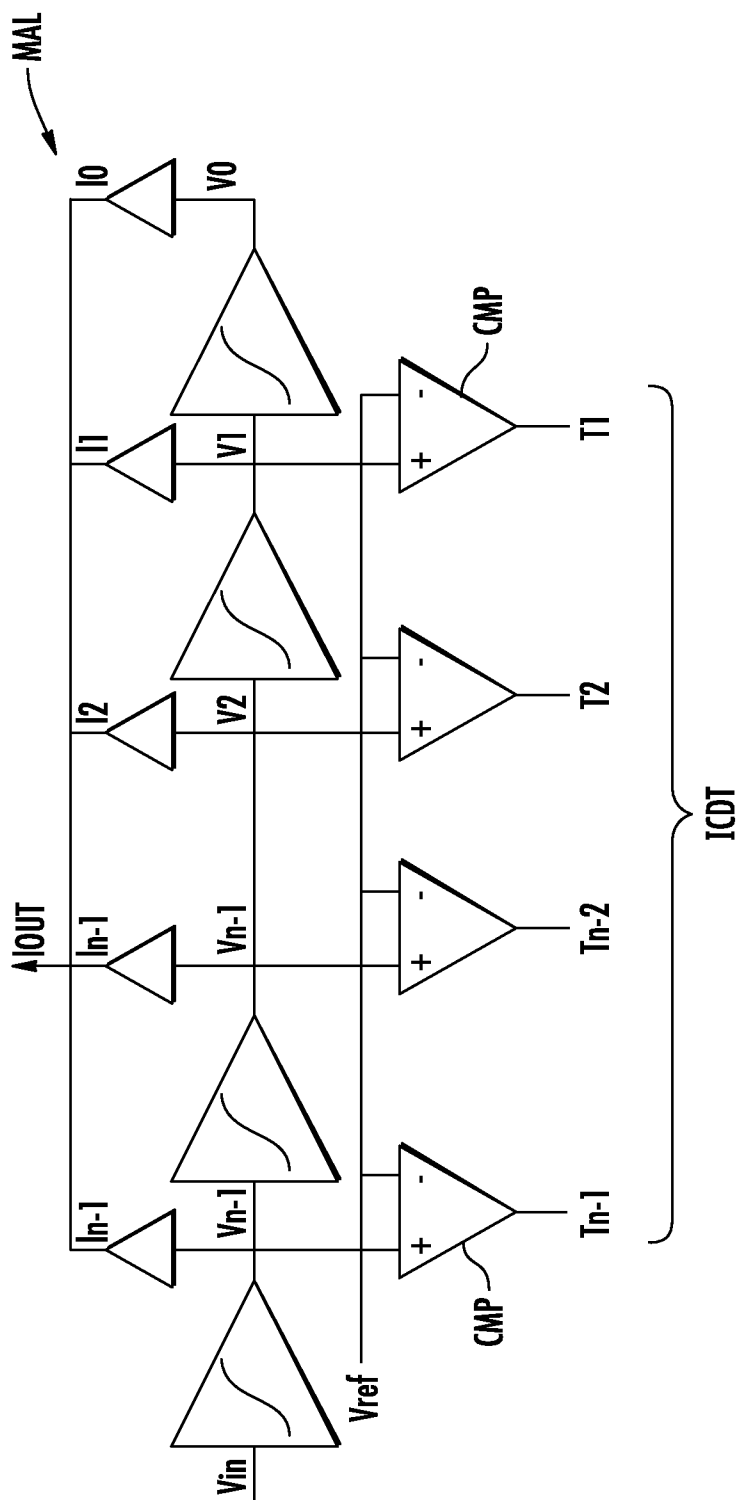 MAL
IOUT
In-1
In-1
I2
I1
I0
Vin
Vn-1
Vn-1
V2
V1
V0
Vref
+ -
+ -
+ -
+ -
CMP
CMP
Tn-1
Tn-2
T2
T1
ICDT